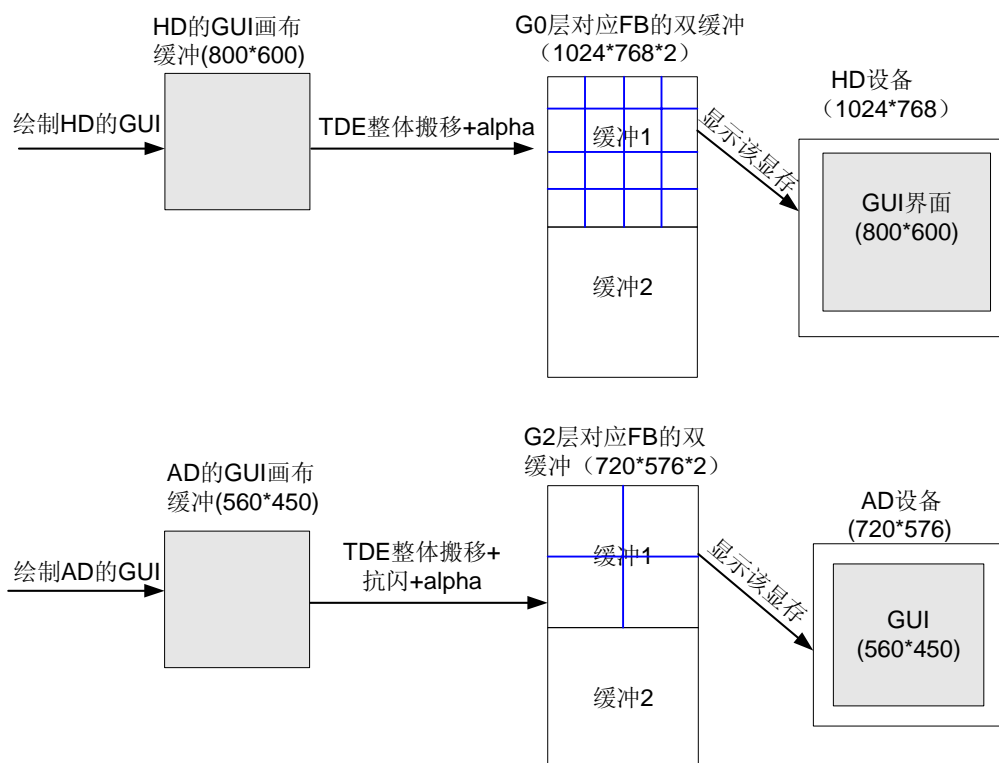 HD的GUI画布
缓冲(800*600)
绘制HD的GUI
TDE整体搬移+alpha
G0层对应FB的双缓冲
（1024*768*2）
缓冲1
缓冲2
显示该显存
HD设备
（1024*768）
GUI界面
(800*600)
AD的GUI画布
缓冲(560*450)
绘制AD的GUI
TDE整体搬移+
抗闪+alpha
G2层对应FB的双
缓冲（720*576*2）
缓冲1
缓冲2
显示该显存
AD设备
(720*576)
GUI
(560*450)